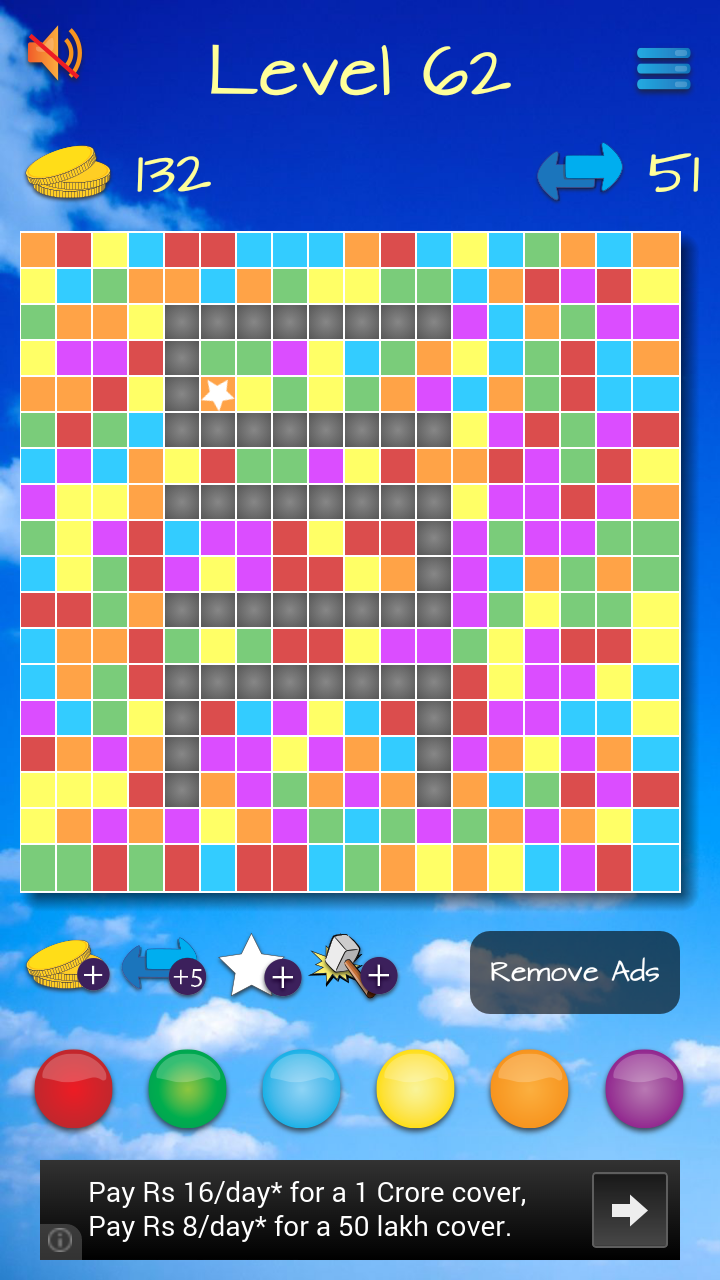 Level 62
132
51
+
+5
+
+
Remove Ads
Pay Rs 16/day* for a 1 Crore cover,
Pay Rs 8/day* for a 50 lakh cover.